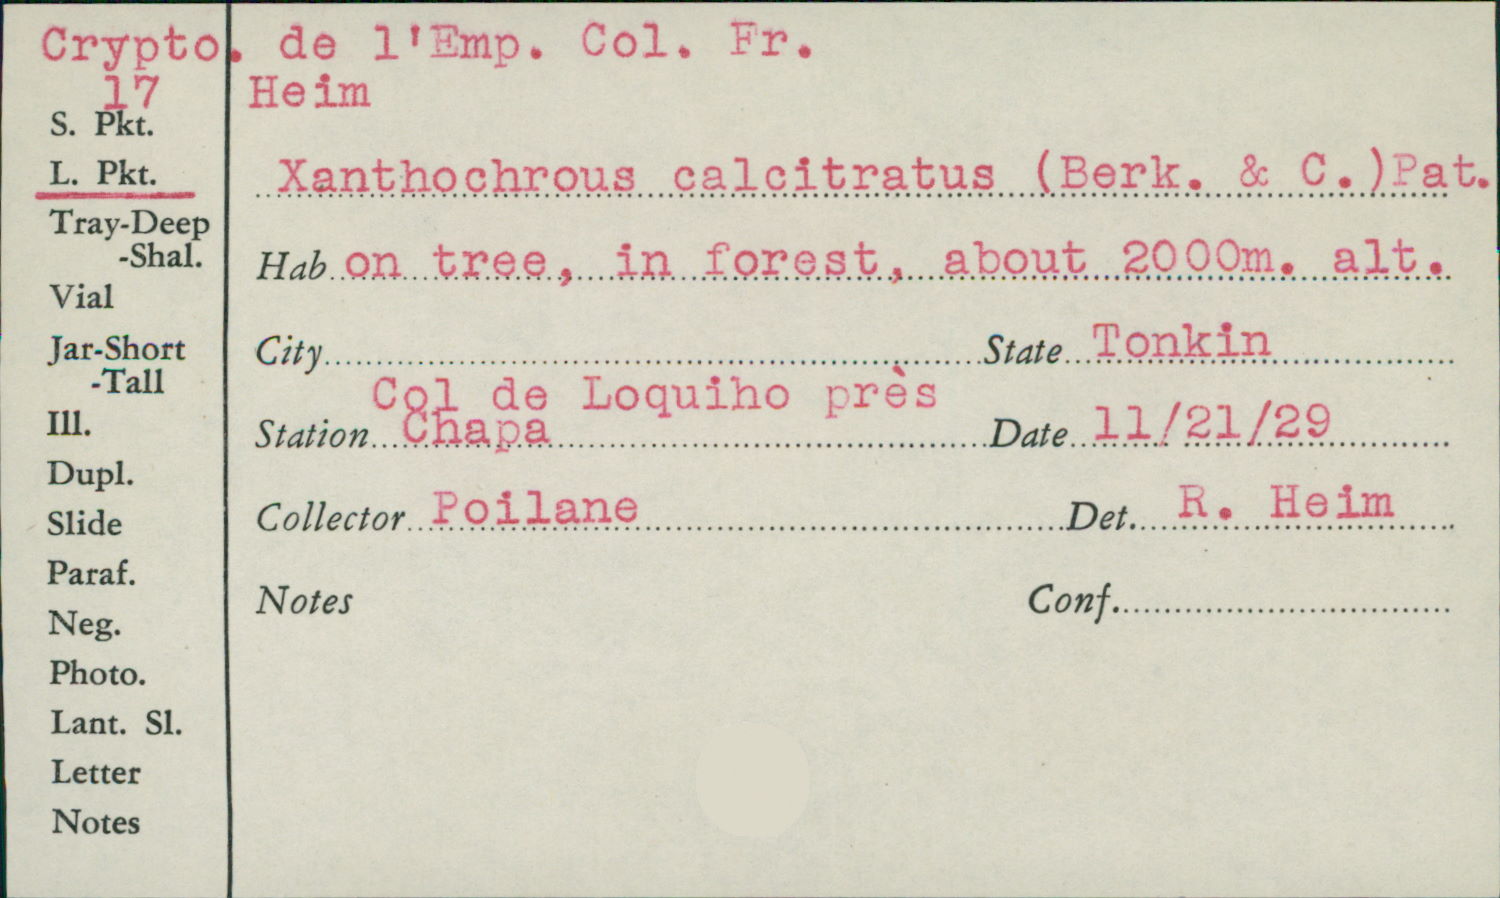 Crypto. de l'Emp. Col. Fr.
17 Heim
S. Pkt.
L. Pkt.
Xanthochrous calcitratus (Berk. & C.)Pat.
Tray-Deep
-Shal.
Hab on tree, in forest, about 2000m. alt.
Vial
Jar-Short
-Tall
City State Tonkin
Col de Loquiho près
Ill.
Station Chapa Date 11/21/29
Dupl.
Slide
Collector Poilane Det. R. Heim
Paraf.
Notes Conf.
Neg.
Photo.
Lant. Sl.
Letter
Notes